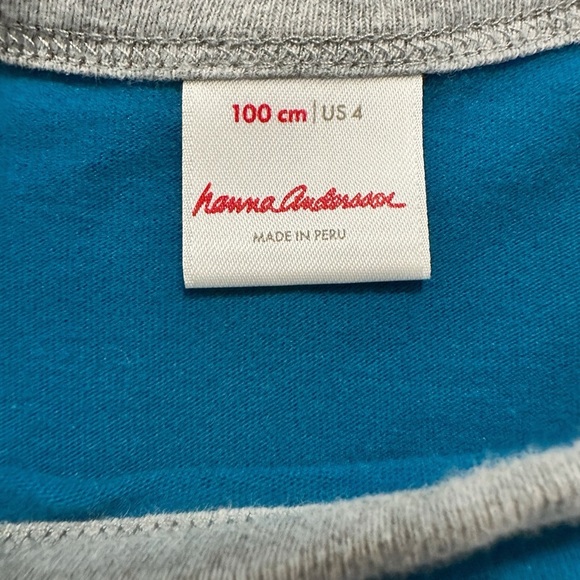 100 cm | US 4
hanna Andersson
MADE IN PERU